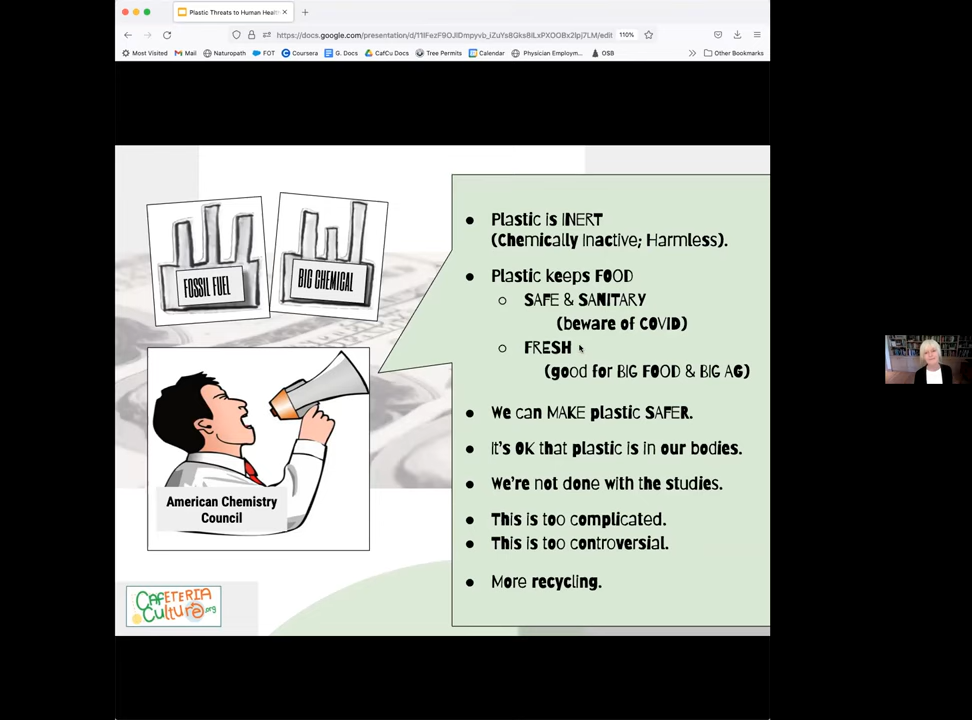 Plastic Threats to Human Healt
https://docs.google.com/presentation/d/
110%
Most Visited Mail Naturopath FOT Coursera G. Docs CafCu Docs Tree Permits Calendar Physician Employm... OSB Other Bookmarks
FOSSIL FUEL
BIG CHEMICAL
American Chemistry
Council
CAFETERIA
CULTURE.org
Plastic is INERT
(Chemically Inactive; Harmless).
Plastic keeps FOOD
SAFE & SANITARY
(beware of COVID)
FRESH
(good for BIG FOOD & BIG AG)
We can MAKE plastic SAFER.
It's OK that plastic is in our bodies.
We're not done with the studies.
This is too complicated.
This is too controversial.
More recycling.